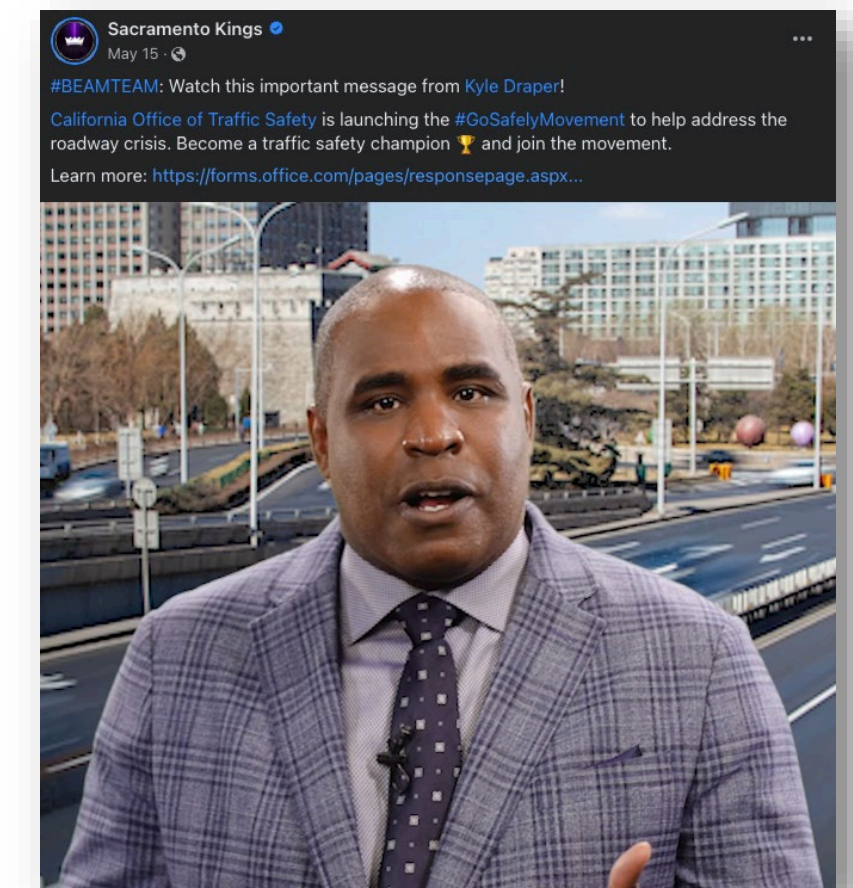 Sacramento Kings
May 15 ·
#BEAMTEAM: Watch this important message from Kyle Draper!
California Office of Traffic Safety is launching the #GoSafelyMovement to help address the
roadway crisis. Become a traffic safety champion 🏆 and join the movement.
Learn more: https://forms.office.com/pages/responsepage.aspx...